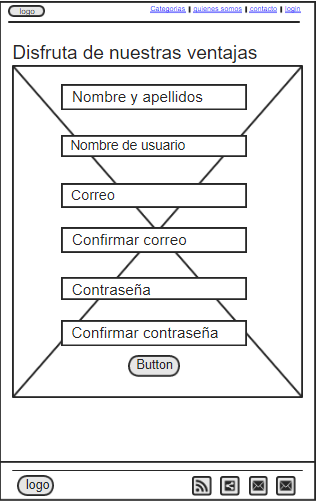 logo
Categorías | quienes somos | contacto | login
Disfruta de nuestras ventajas
Nombre y apellidos
Nombre de usuario
Correo
Confirmar correo
Contraseña
Confirmar contraseña
Button
logo